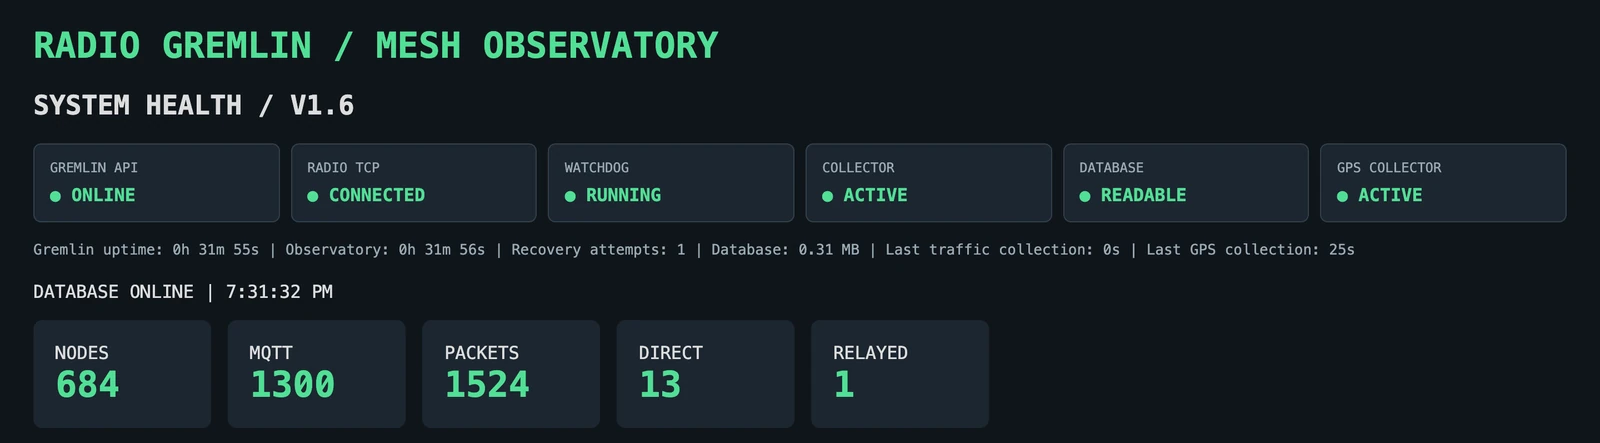 RADIO GREMLIN / MESH OBSERVATORY
SYSTEM HEALTH / V1.6
GREMLIN API
● ONLINE
RADIO TCP
● CONNECTED
WATCHDOG
● RUNNING
COLLECTOR
● ACTIVE
DATABASE
● READABLE
GPS COLLECTOR
● ACTIVE
Gremlin uptime: 0h 31m 55s | Observatory: 0h 31m 56s | Recovery attempts: 1 | Database: 0.31 MB | Last traffic collection: 0s | Last GPS collection: 25s
DATABASE ONLINE | 7:31:32 PM
NODES
684
MQTT
1300
PACKETS
1524
DIRECT
13
RELAYED
1